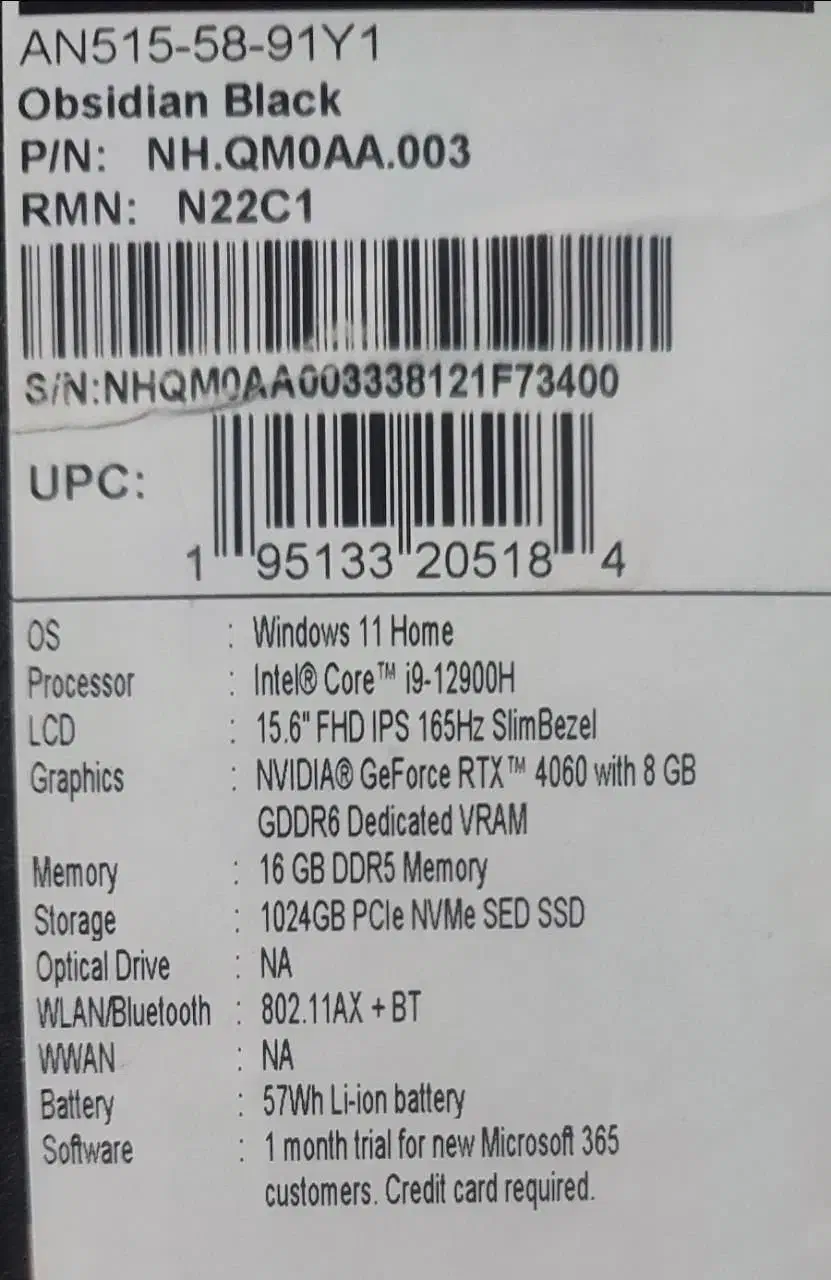 AN515-58-91Y1
Obsidian Black
P/N: NH.QM0AA.003
RMN: N22C1
S/N:NHQM0AA003338121F73400
UPC:
1 95133 20518 4
OS : Windows 11 Home
Processor : Intel® Core™ i9-12900H
LCD : 15.6" FHD IPS 165Hz SlimBezel
Graphics : NVIDIA® GeForce RTX™ 4060 with 8 GB
GDDR6 Dedicated VRAM
Memory : 16 GB DDR5 Memory
Storage : 1024GB PCIe NVMe SED SSD
Optical Drive : NA
WLAN/Bluetooth : 802.11AX + BT
WWAN : NA
Battery : 57Wh Li-ion battery
Software : 1 month trial for new Microsoft 365
customers. Credit card required.